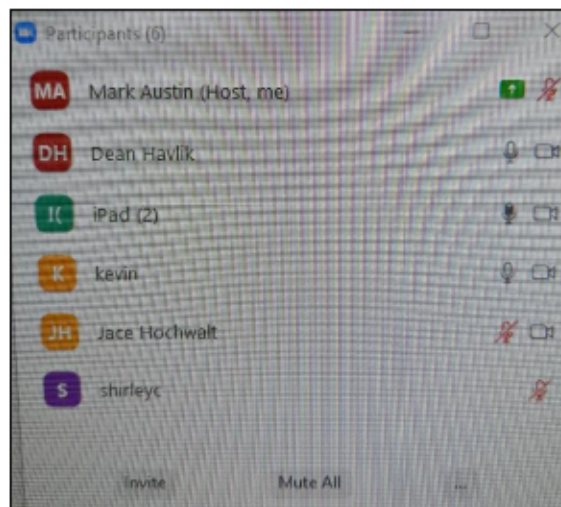 Participants (6)
MA Mark Austin (Host, me)
DH Dean Havlik
I( iPad (2)
K kevin
JH Jace Hochwalt
S shirleyc
Invite Mute All ...